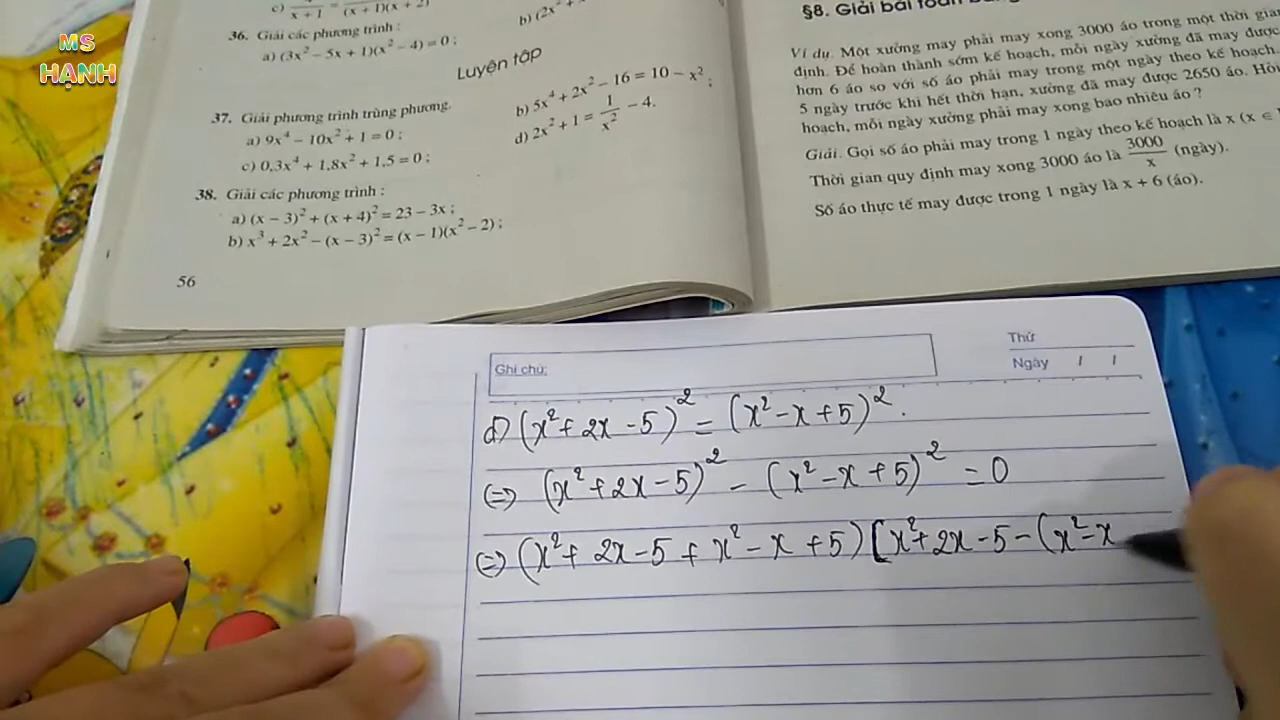 MS
HẠNH
c)
x + 1 = (x + 1)(x + 2)
36. Giải các phương trình :
a) (3x² − 5x + 1)(x² − 4) = 0 ;
b) (2x²
Luyện tập
37. Giải phương trình trùng phương.
a) 9x⁴ − 10x² + 1 = 0 ;
b) 5x⁴ + 2x² − 16 = 10 − x² ;
c) 0,3x⁴ + 1,8x² + 1,5 = 0 ;
d) 2x² + 1 = 1/x² − 4.
38. Giải các phương trình :
a) (x − 3)² + (x + 4)² = 23 − 3x ;
b) x³ + 2x² − (x − 3)² = (x − 1)(x² − 2) ;
56
§8. Giải bài toán
Ví dụ. Một xưởng may phải may xong 3000 áo trong một thời gian
định. Để hoàn thành sớm kế hoạch, mỗi ngày xưởng đã may được
hơn 6 áo so với số áo phải may trong một ngày theo kế hoạch.
5 ngày trước khi hết thời hạn, xưởng đã may được 2650 áo. Hỏi
hoạch, mỗi ngày xưởng phải may xong bao nhiêu áo ?
Giải. Gọi số áo phải may trong 1 ngày theo kế hoạch là x (x ∈
Thời gian quy định may xong 3000 áo là 3000/x (ngày).
Số áo thực tế may được trong 1 ngày là x + 6 (áo).
Ghi chú:
Thứ
Ngày / /
d) (x² + 2x − 5)² = (x² − x + 5)².
(=) (x² + 2x − 5)² − (x² − x + 5)² = 0
(=) (x² + 2x − 5 + x² − x + 5) [x² + 2x − 5 − (x² − x